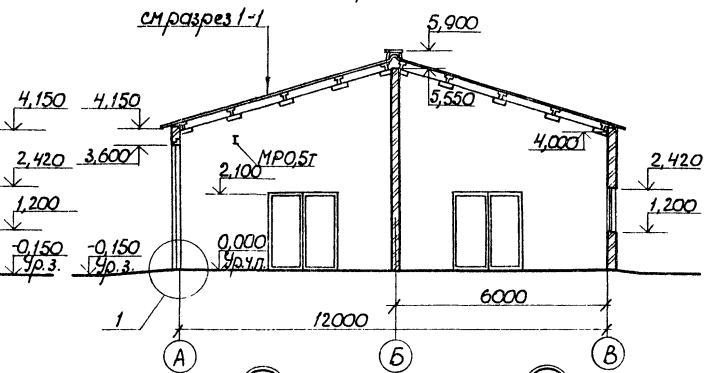 см разрез 1-1
5,900
5,550
4,150
4,150
3,600
4,000
МР0,5т
2,420
2,100
2,420
1,200
1,200
-0,150
Ур.з.
-0,150
Ур.з.
0,000
Ур.ч.п.
6000
1
12000
А
Б
В